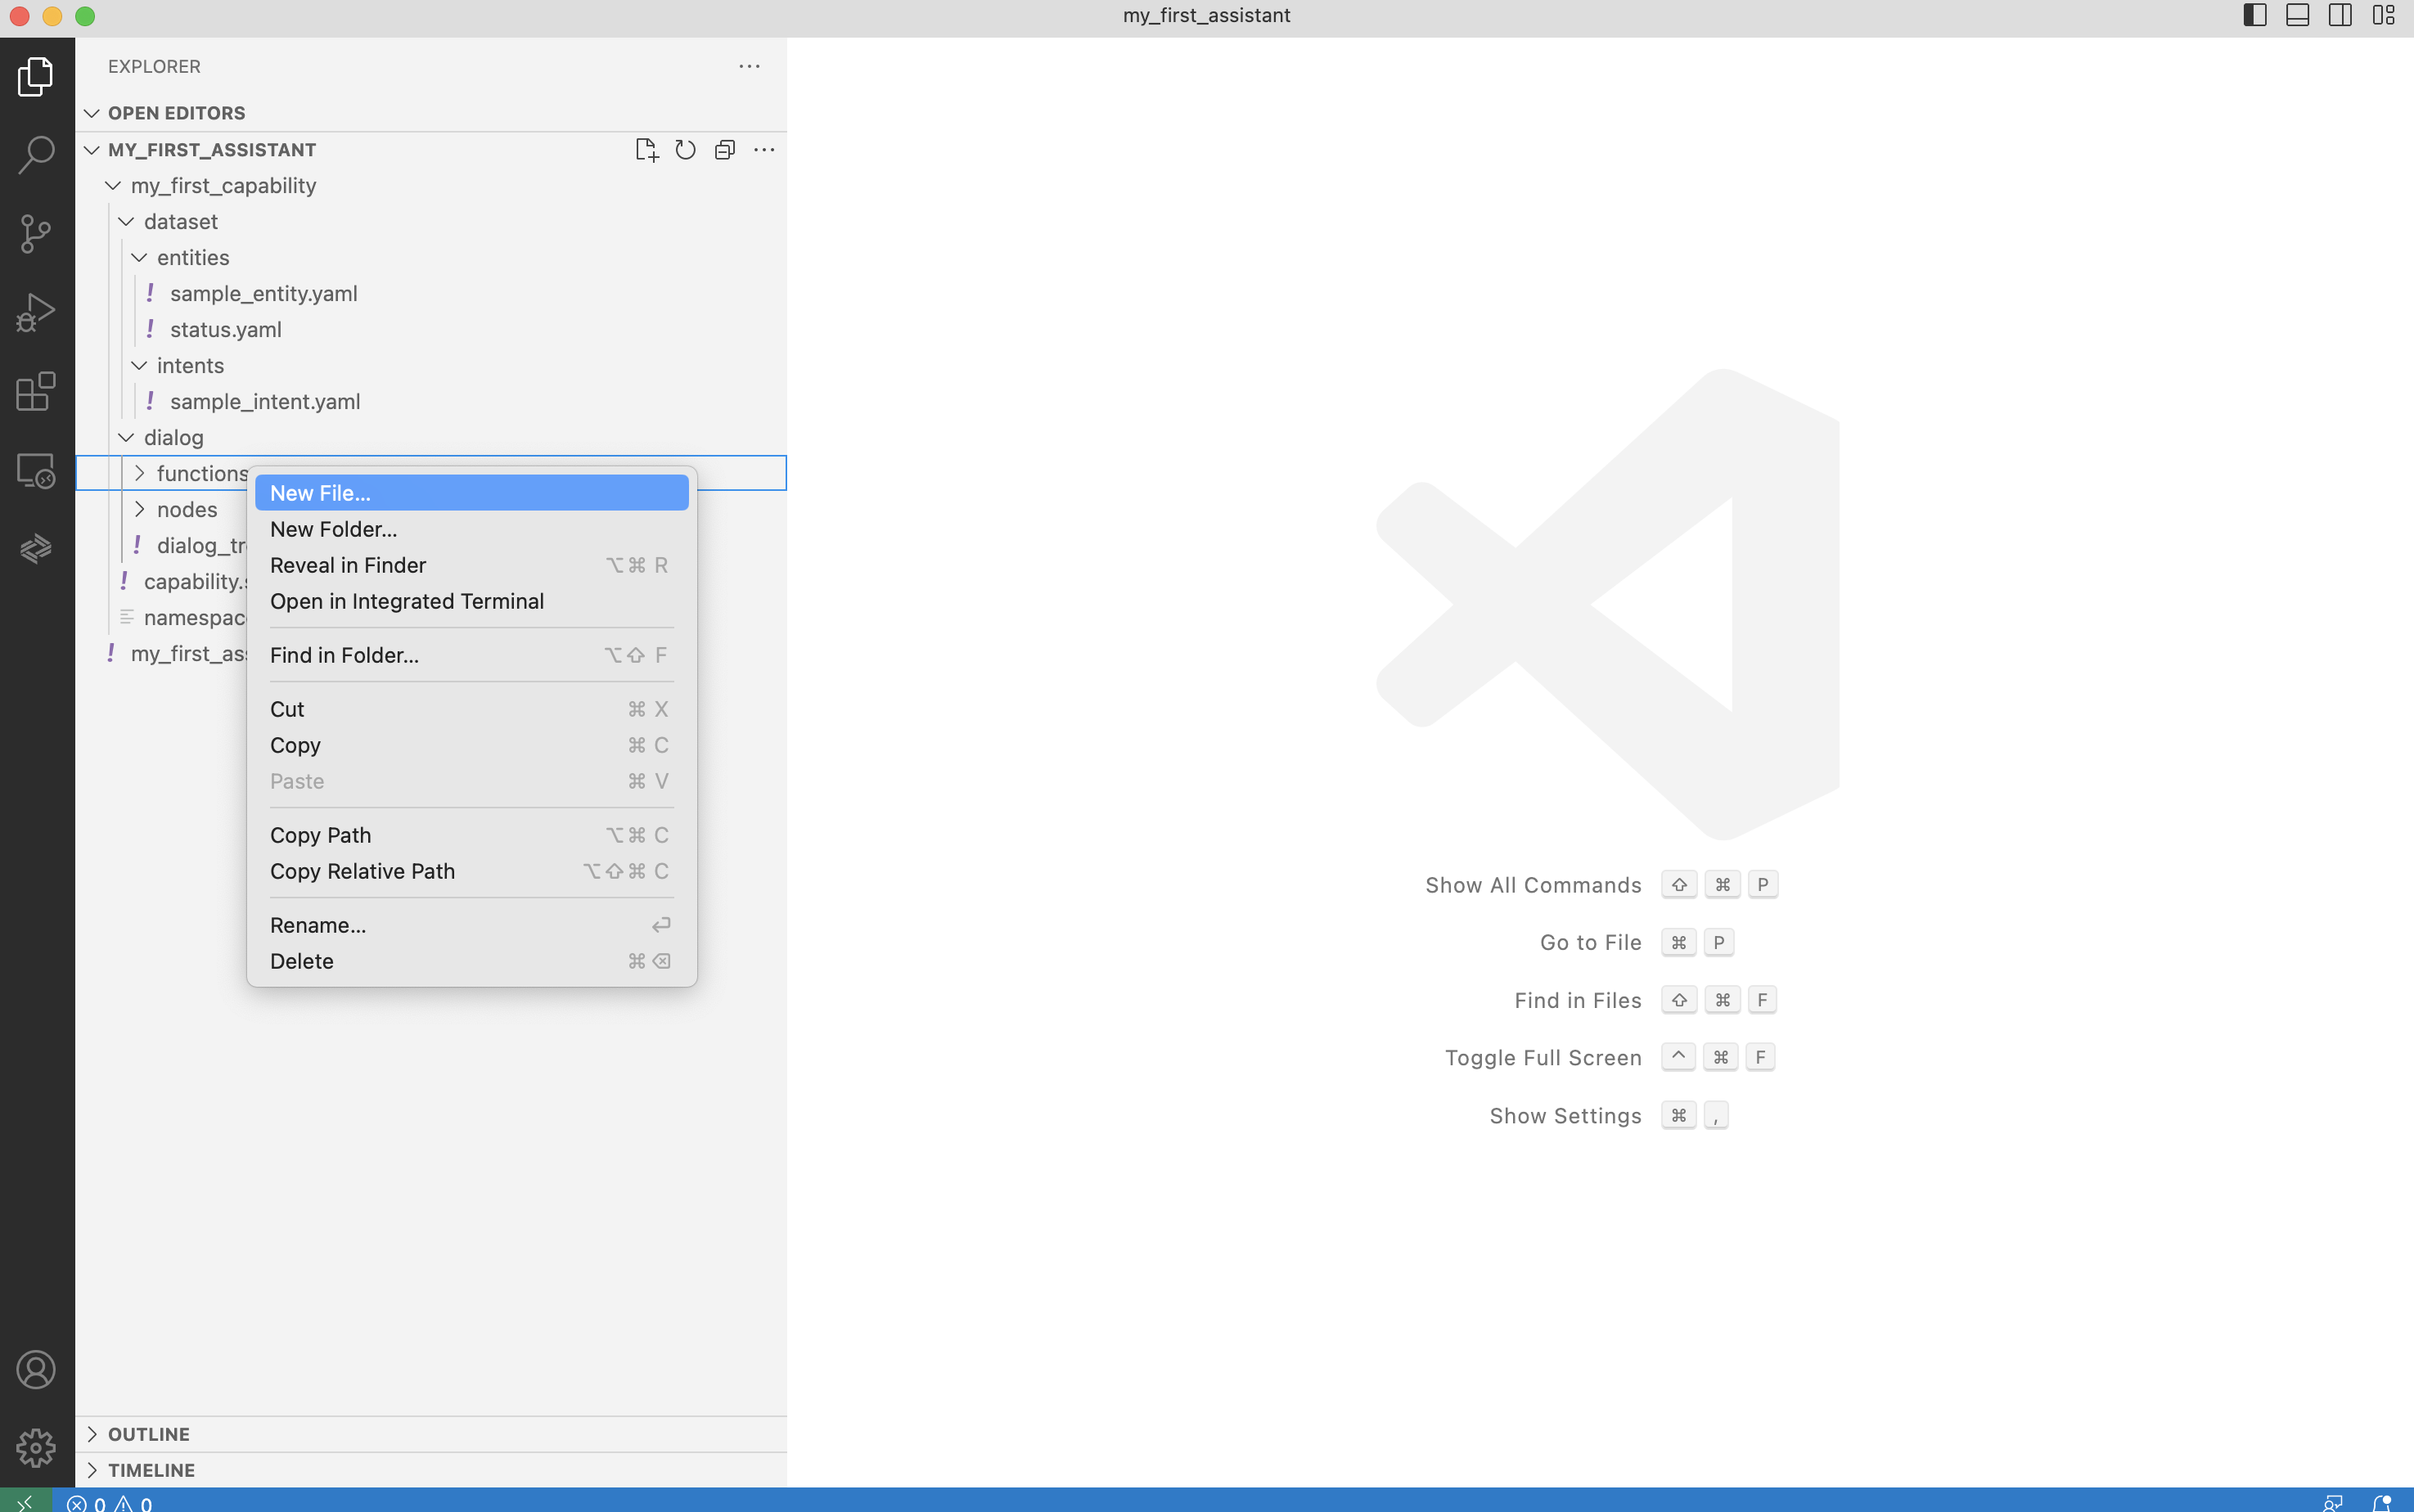 my_first_assistant
EXPLORER
OPEN EDITORS
MY_FIRST_ASSISTANT
my_first_capability
dataset
entities
! sample_entity.yaml
! status.yaml
intents
! sample_intent.yaml
dialog
functions
nodes
! dialog_tr
! capability.s
namespac
! my_first_as
New File...
New Folder...
Reveal in Finder ⌥⌘ R
Open in Integrated Terminal
Find in Folder... ⌥⇧ F
Cut ⌘ X
Copy ⌘ C
Paste ⌘ V
Copy Path ⌥⌘ C
Copy Relative Path ⌥⇧⌘ C
Rename...
Delete ⌘⌫
Show All Commands ⇧ ⌘ P
Go to File ⌘ P
Find in Files ⇧ ⌘ F
Toggle Full Screen ^ ⌘ F
Show Settings ⌘ ,
OUTLINE
TIMELINE
0 0